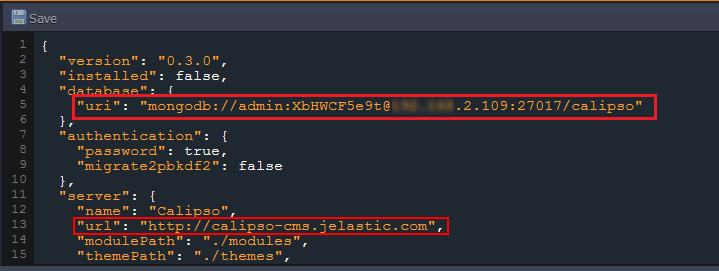 Save
1 {
2 "version": "0.3.0",
3 "installed": false,
4 "database": {
5 "uri": "mongodb://admin:XbHWCF5e9t@ .2.109:27017/calipso"
6 },
7 "authentication": {
8 "password": true,
9 "migrate2pbkdf2": false
10 },
11 "server": {
12 "name": "Calipso",
13 "url": "http://calipso-cms.jelastic.com",
14 "modulePath": "./modules",
15 "themePath": "./themes",